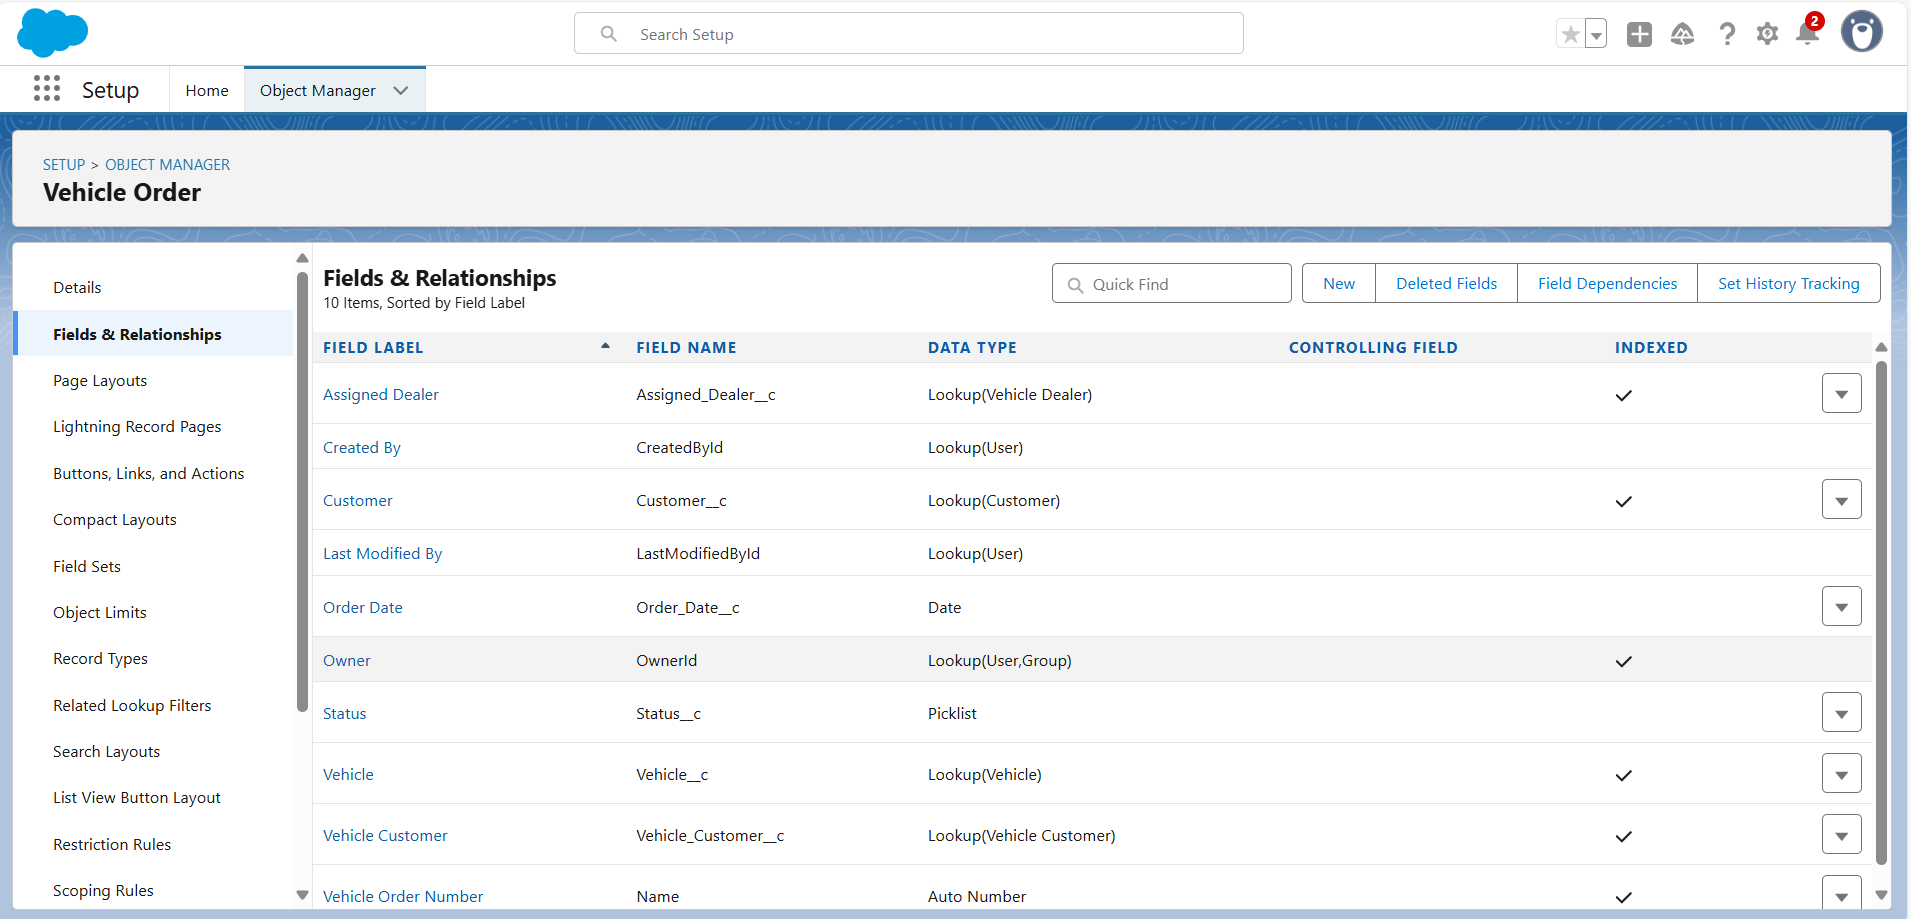 Search Setup
2
Setup
Home
Object Manager
SETUP > OBJECT MANAGER
Vehicle Order
Details
Fields & Relationships
Page Layouts
Lightning Record Pages
Buttons, Links, and Actions
Compact Layouts
Field Sets
Object Limits
Record Types
Related Lookup Filters
Search Layouts
List View Button Layout
Restriction Rules
Scoping Rules
Fields & Relationships
10 Items, Sorted by Field Label
Quick Find
New
Deleted Fields
Field Dependencies
Set History Tracking
FIELD LABEL FIELD NAME DATA TYPE CONTROLLING FIELD INDEXED
Assigned Dealer Assigned_Dealer__c Lookup(Vehicle Dealer)
Created By CreatedById Lookup(User)
Customer Customer__c Lookup(Customer)
Last Modified By LastModifiedById Lookup(User)
Order Date Order_Date__c Date
Owner OwnerId Lookup(User,Group)
Status Status__c Picklist
Vehicle Vehicle__c Lookup(Vehicle)
Vehicle Customer Vehicle_Customer__c Lookup(Vehicle Customer)
Vehicle Order Number Name Auto Number